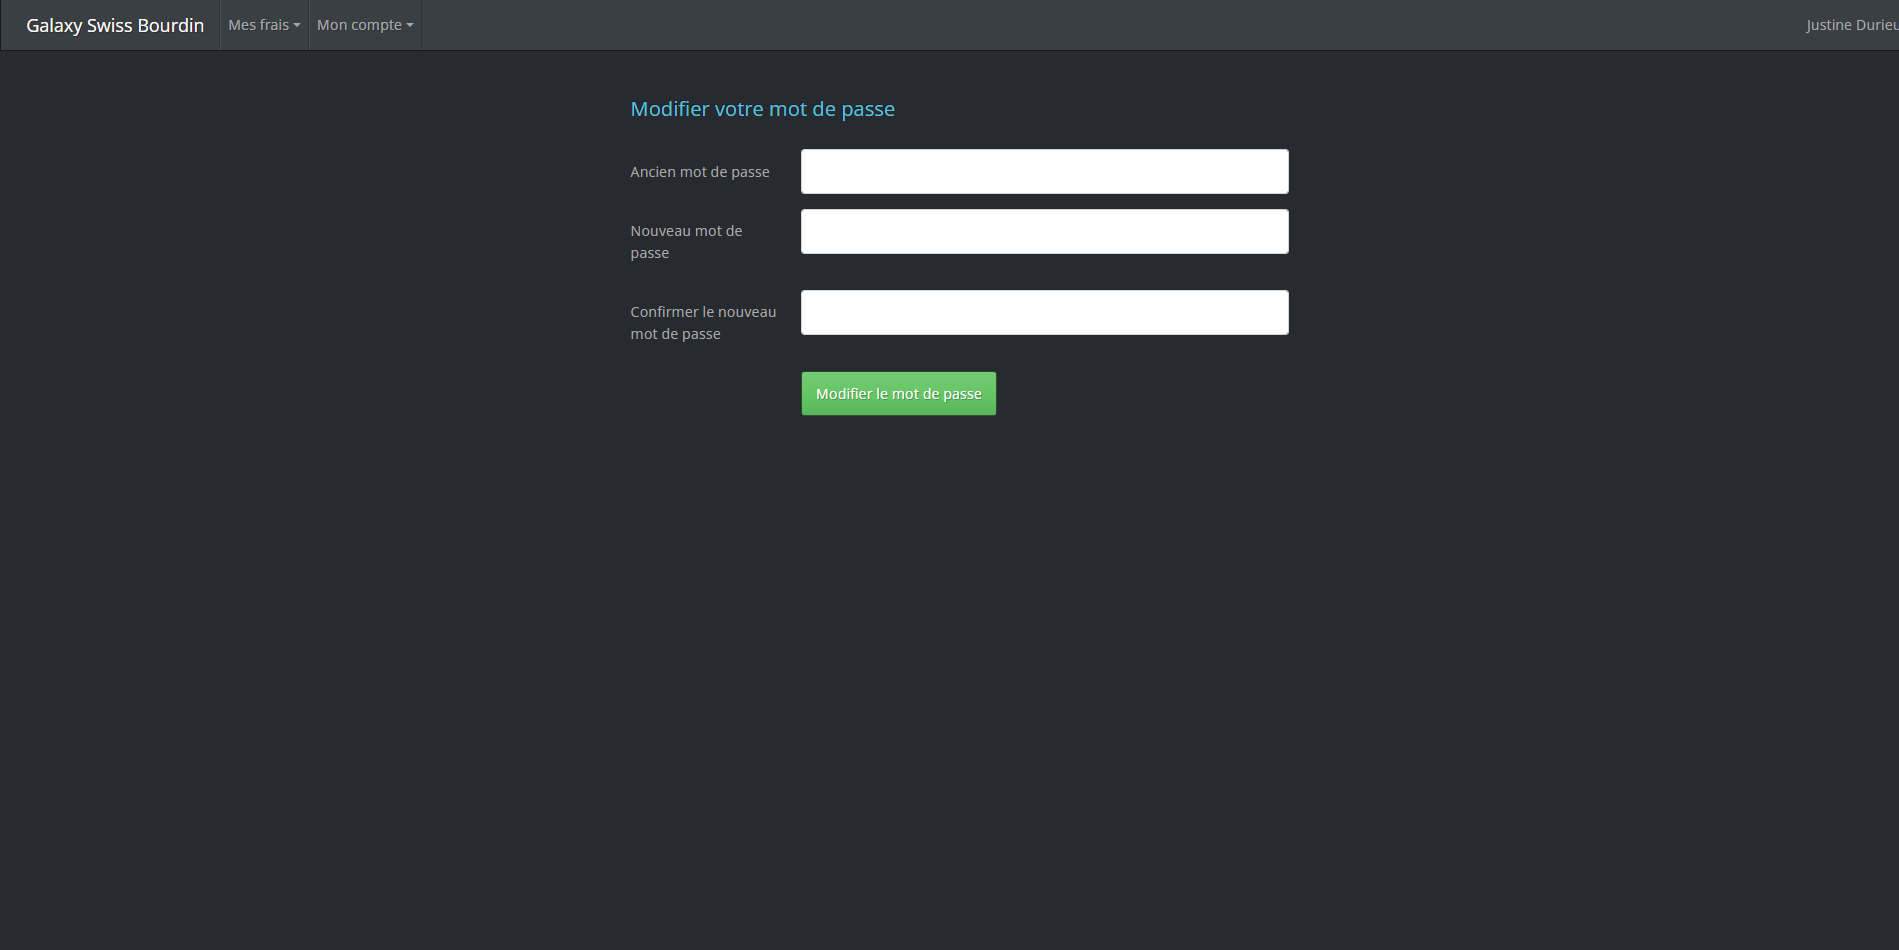 Galaxy Swiss Bourdin Mes frais Mon compte Justine Durieu
Modifier votre mot de passe
Ancien mot de passe
Nouveau mot de
passe
Confirmer le nouveau
mot de passe
Modifier le mot de passe